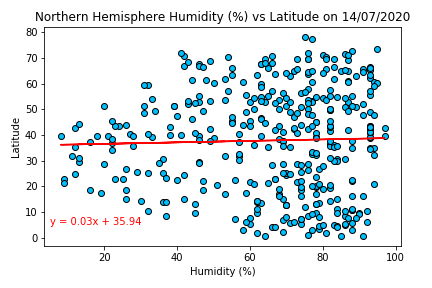 Northern Hemisphere Humidity (%) vs Latitude on 14/07/2020
80
70
60
50
40
30
20
10
0
Latitude
y = 0.03x + 35.94
20 40 60 80 100
Humidity (%)